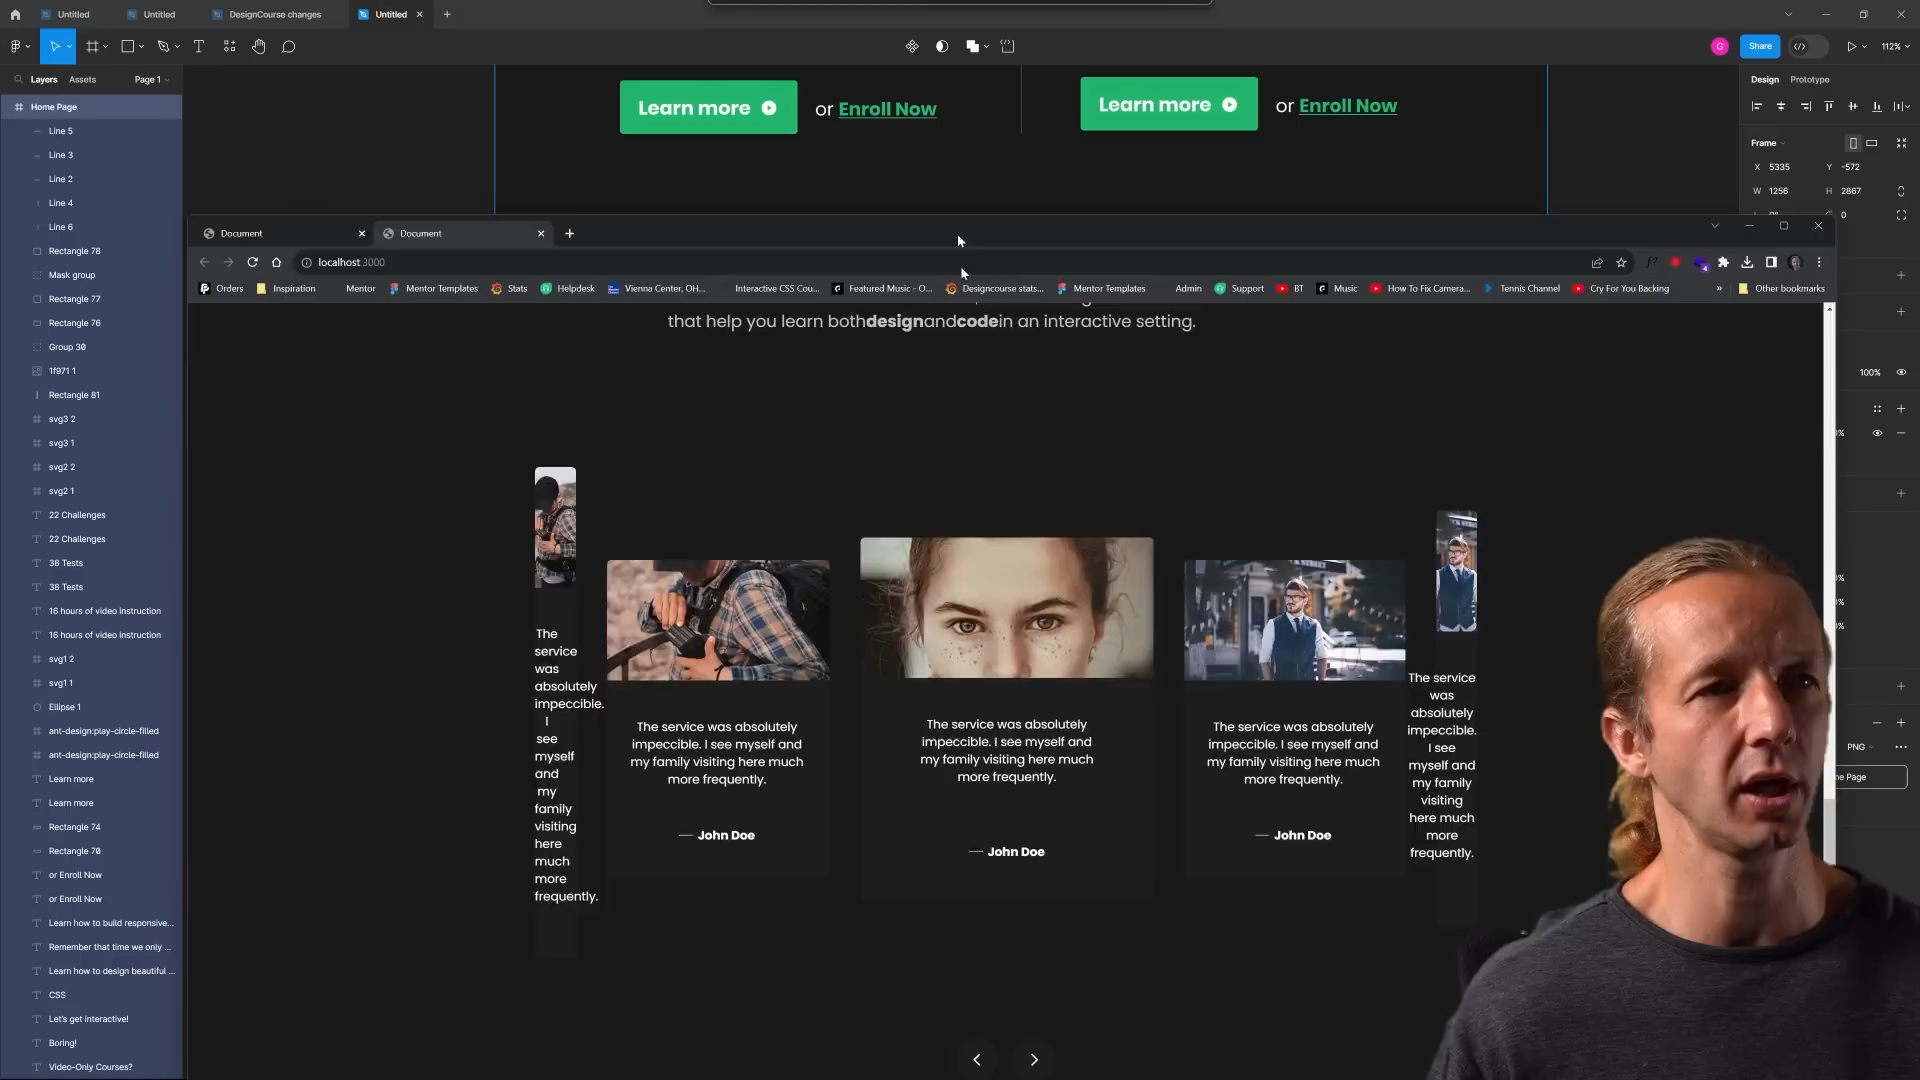 Untitled
Untitled
DesignCourse changes
Untitled
G
Share
112%
Layers
Assets
Page 1
Design
Prototype
Home Page
Line 5
Line 3
Line 2
Line 4
Line 6
Rectangle 78
Mask group
Rectangle 77
Rectangle 76
Group 30
1f971 1
Rectangle 81
svg3 2
svg3 1
svg2 2
svg2 1
22 Challenges
22 Challenges
38 Tests
38 Tests
16 hours of video instruction
16 hours of video instruction
svg1 2
svg1 1
Ellipse 1
ant-design:play-circle-filled
ant-design:play-circle-filled
Learn more
Learn more
Rectangle 74
Rectangle 70
or Enroll Now
or Enroll Now
Learn how to build responsive...
Remember that time we only ...
Learn how to design beautiful ...
CSS
Let's get interactive!
Boring!
Video-Only Courses?
Learn more
or Enroll Now
Learn more
or Enroll Now
Frame
X 5335
Y -572
W 1256
H 2867
0
100%
PNG
me Page
Document
Document
localhost:3000
4
Orders
Inspiration
Mentor
Mentor Templates
Stats
Helpdesk
Vienna Center, OH...
Interactive CSS Cou...
Featured Music - O...
Designcourse stats...
Mentor Templates
Admin
Support
BT
Music
How To Fix Camera...
Tennis Channel
Cry For You Backing
»
Other bookmarks
that help you learn bothdesignandcodein an interactive setting.
The
service
was
absolutely
impeccible.
I
see
myself
and
my
family
visiting
here
much
more
frequently.
The service was absolutely
impeccible. I see myself and
my family visiting here much
more frequently.
— John Doe
The service was absolutely
impeccible. I see myself and
my family visiting here much
more frequently.
— John Doe
The service was absolutely
impeccible. I see myself and
my family visiting here much
more frequently.
— John Doe
The service
was
absolutely
impeccible.
I see
myself and
my family
visiting
here much
more
frequently.